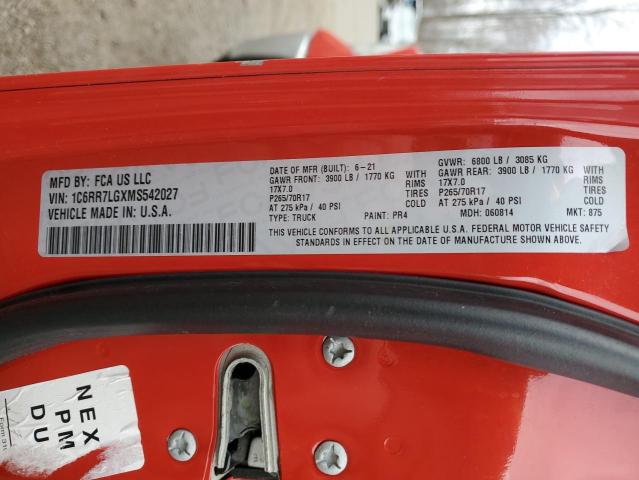 MFD BY: FCA US LLC
VIN: 1C6RR7LGXMS542027
VEHICLE MADE IN U.S.A.
DATE OF MFR (BUILT): 6-21 GVWR: 6800 LB / 3085 KG
GAWR FRONT: 3900 LB / 1770 KG WITH GAWR REAR: 3900 LB / 1770 KG WITH
17X7.0 RIMS 17X7.0 RIMS
P265/70R17 TIRES P265/70R17 TIRES
AT 275 kPa / 40 PSI COLD AT 275 kPa / 40 PSI COLD
TYPE: TRUCK PAINT: PR4 MDH: 060814 MKT: 875
THIS VEHICLE CONFORMS TO ALL APPLICABLE U.S.A. FEDERAL MOTOR VEHICLE SAFETY
STANDARDS IN EFFECT ON THE DATE OF MANUFACTURE SHOWN ABOVE.
NEX
PM
DU